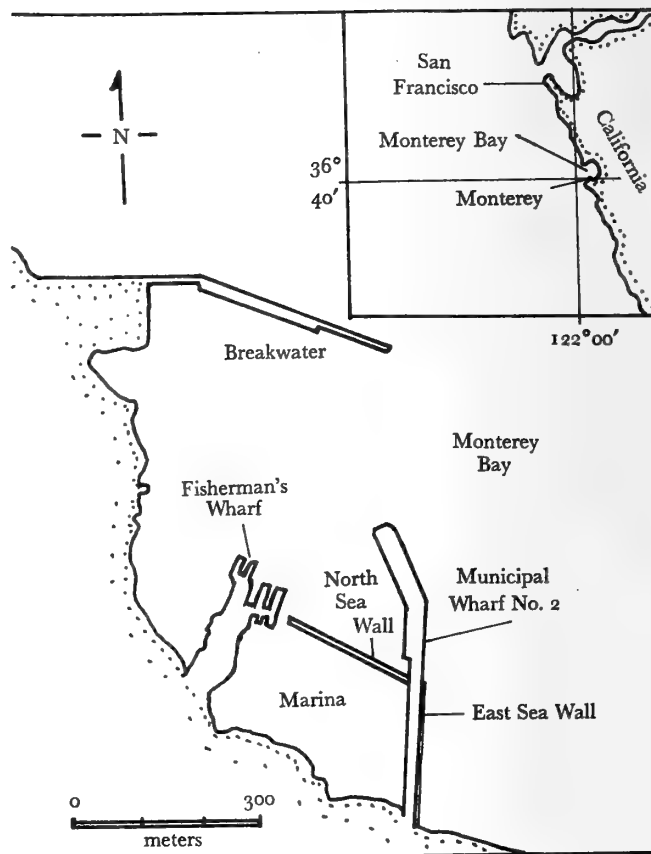 San
Francisco
Monterey Bay
Monterey
California
36°
40'
122°00'
N
Breakwater
Monterey
Bay
Fisherman's
Wharf
North
Sea
Wall
Municipal
Wharf No. 2
Marina
East Sea Wall
0 300
meters